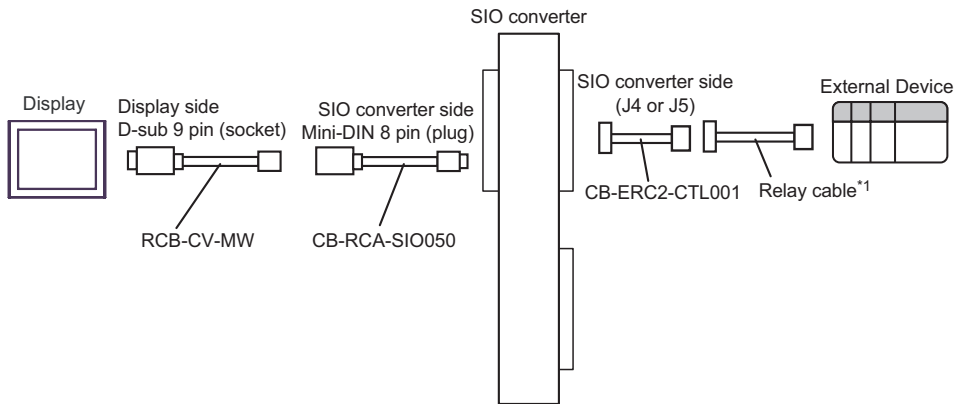 SIO converter
Display
Display side
D-sub 9 pin (socket)
SIO converter side
Mini-DIN 8 pin (plug)
SIO converter side
(J4 or J5)
External Device
RCB-CV-MW
CB-RCA-SIO050
CB-ERC2-CTL001
Relay cable*1